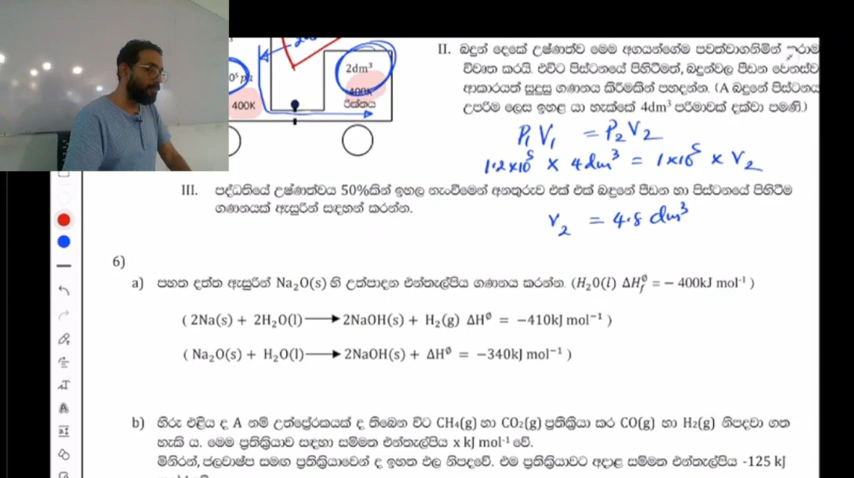 2dm³
400K
රික්තය
400K
II. බඳුන් දෙකේ උෂ්ණත්ව මෙම අගයන්ගේම පවත්වාගනිමින් කරාම
විවෘත කරයි. එවිට පිස්ටනයේ පිහිටීමත්, බඳුන්වල පීඩන වෙනස්ව
ආකාරයත් සුදුසු ගණනය කිරීමකින් පහදන්න. (A බඳුනේ පිස්ටනය
උපරිම ලෙස ඉහළ යා හැක්කේ 4dm³ පරිමාවක් දක්වා පමණි.)
P₁V₁ = P₂V₂
1.2×10⁵ × 4dm³ = 1×10⁵ × V₂
III. පද්ධතියේ උෂ්ණත්වය 50%කින් ඉහල නැංවීමෙන් අනතුරුව එක් එක් බඳුනේ පීඩන හා පිස්ටනයේ පිහිටීම
ගණනයක් ඇසුරින් සඳහන් කරන්න.
V₂ = 4.8 dm³
6)
a) පහත දත්ත ඇසුරින් Na₂O(s) හි උත්පාදන එන්තැල්පිය ගණනය කරන්න. (H₂O(l) ΔH_f^ø = − 400kJ mol⁻¹ )
( 2Na(s) + 2H₂O(l) ⟶ 2NaOH(s) + H₂(g) ΔH^ø = −410kJ mol⁻¹ )
( Na₂O(s) + H₂O(l) ⟶ 2NaOH(s) + ΔH^ø = −340kJ mol⁻¹ )
b) හිරු එළිය ද A නම් උත්ප්‍රේරකයක් ද තිබෙන විට CH₄(g) හා CO₂(g) ප්‍රතික්‍රියා කර CO(g) හා H₂(g) නිපදවා ගත
හැකි ය. මෙම ප්‍රතික්‍රියාව සඳහා සම්මත එන්තැල්පිය x kJ mol⁻¹ වේ.
මිනිරන්, ජලවාෂ්ප සමඟ ප්‍රතික්‍රියාවෙන් ද ඉහත ඵල නිපදවේ. එම ප්‍රතික්‍රියාවට අදාළ සම්මත එන්තැල්පිය -125 kJ